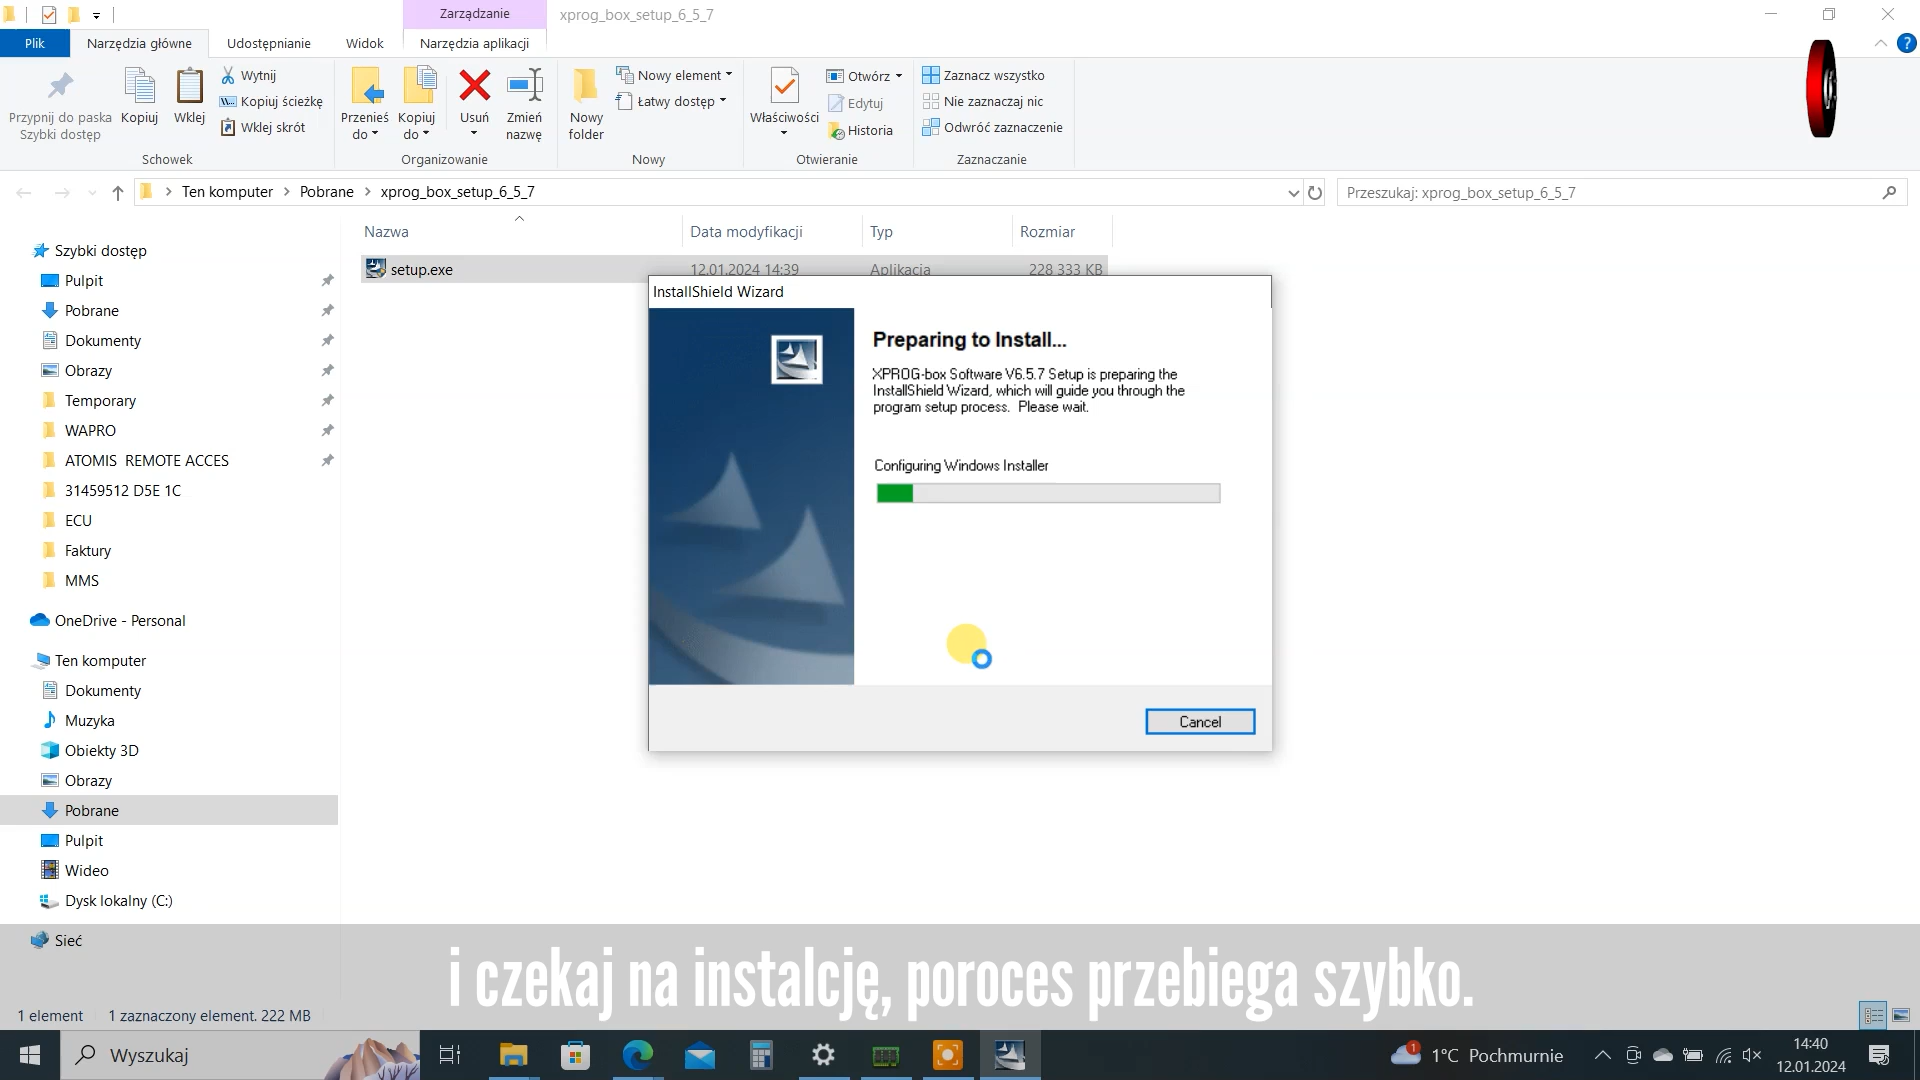 Zarządzanie
xprog_box_setup_6_5_7
Plik
Narzędzia główne
Udostępnianie
Widok
Narzędzia aplikacji
?
Przypnij do paska
Szybki dostęp
Kopiuj
Wklej
Wytnij
Kopiuj ścieżkę
Wklej skrót
Schowek
Przenieś
do
Kopiuj
do
Usuń
Zmień
nazwę
Organizowanie
Nowy
folder
Nowy element
Łatwy dostęp
Nowy
Właściwości
Otwórz
Edytuj
Historia
Otwieranie
Zaznacz wszystko
Nie zaznaczaj nic
Odwróć zaznaczenie
Zaznaczanie
Ten komputer
Pobrane
xprog_box_setup_6_5_7
Przeszukaj: xprog_box_setup_6_5_7
Nazwa
Data modyfikacji
Typ
Rozmiar
setup.exe
12.01.2024 14:39
Aplikacja
228 333 KB
Szybki dostęp
Pulpit
Pobrane
Dokumenty
Obrazy
Temporary
WAPRO
ATOMIS  REMOTE ACCES
31459512 D5E 1C
ECU
Faktury
MMS
OneDrive - Personal
Ten komputer
Dokumenty
Muzyka
Obiekty 3D
Obrazy
Pobrane
Pulpit
Wideo
Dysk lokalny (C:)
Sieć
InstallShield Wizard
Preparing to Install...
XPROG-box Software V6.5.7 Setup is preparing the
InstallShield Wizard, which will guide you through the
program setup process.  Please wait.
Configuring Windows Installer
Cancel
i czekaj na instalcję, poroces przebiega szybko.
1 element
1 zaznaczony element. 222 MB
Wyszukaj
1
1°C  Pochmurnie
14:40
12.01.2024